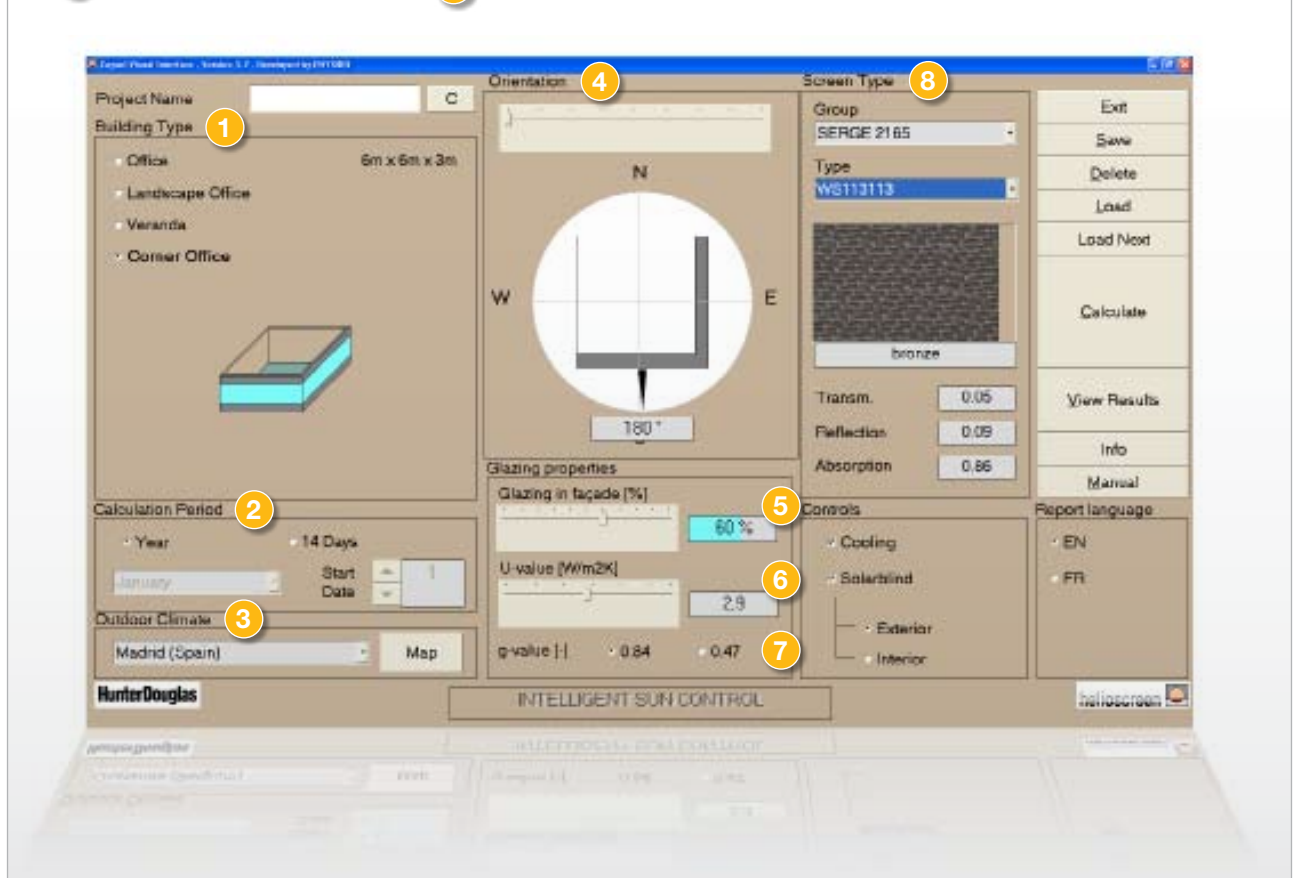 Project Name
C
Building Type
1
Office
6m x 6m x 3m
Landscape Office
Veranda
Corner Office
Calculation Period
2
Year
14 Days
January
Start
Date
1
Outdoor Climate
3
Madrid (Spain)
Map
HunterDouglas
Orientation
4
N
W
E
180 °
Glazing properties
Glazing in façade [%]
60 %
5
U-value [W/m2K]
2.9
6
g-value [-]
0.84
0.47
7
INTELLIGENT SUN CONTROL
Screen Type
8
Group
SERGE 2165
Type
WS113113
bronze
Transm.
0.05
Reflection
0.09
Absorption
0.86
Controls
Cooling
Solarblind
Exterior
Interior
Exit
Save
Delete
Load
Load Next
Calculate
View Results
Info
Manual
Report language
EN
FR
helioscreen